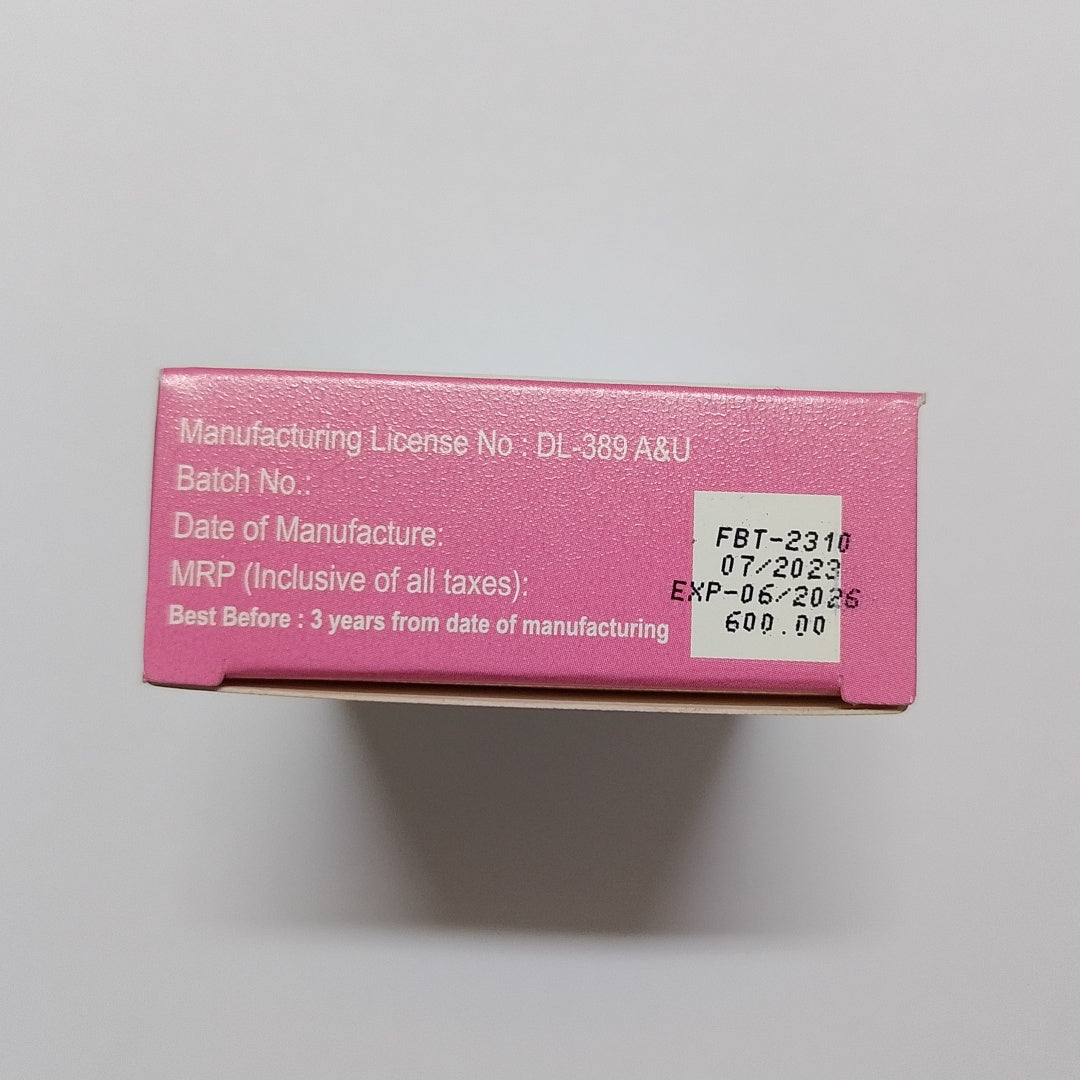 Manufacturing License No : DL-389 A&U
Batch No.:
Date of Manufacture:
MRP (Inclusive of all taxes):
Best Before : 3 years from date of manufacturing
FBT-2310
07/2023
EXP-06/2026
600.00